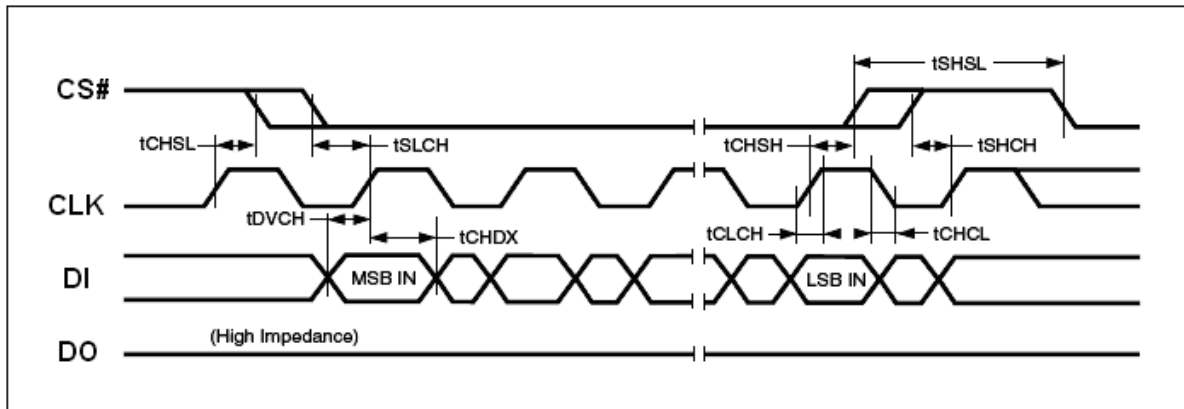 tSHSL
CS#
tCHSL
tSLCH
tCHSH
tSHCH
CLK
tDVCH
tCHDX
tCLCH
tCHCL
DI
MSB IN
LSB IN
(High Impedance)
DO